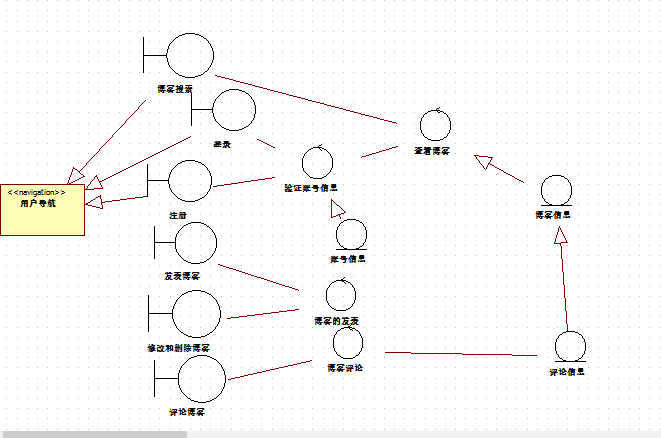 博客搜索
登录
查看博客
验证账号信息
<<navigation>>
用户导航
注册
博客信息
账号信息
发表博客
博客的发表
修改和删除博客
博客评论
评论信息
评论博客